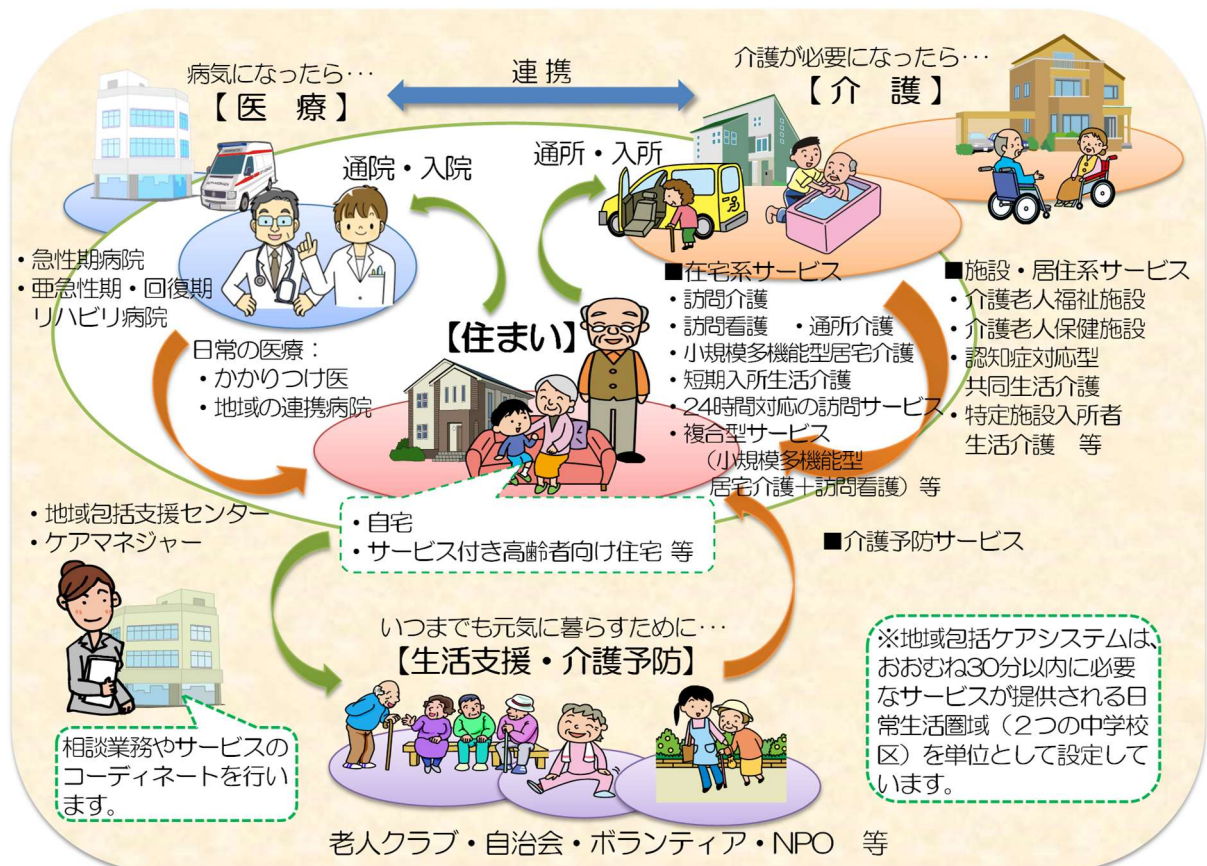 病気になったら…
【医 療】
連 携
介護が必要になったら…
【介 護】
通院・入院
通所・入所
・急性期病院
・亜急性期・回復期
リハビリ病院
日常の医療：
・かかりつけ医
・地域の連携病院
【住まい】
■在宅系サービス
・訪問介護
・訪問看護 ・通所介護
・小規模多機能型居宅介護
・短期入所生活介護
・24時間対応の訪問サービス
・複合型サービス
（小規模多機能型
居宅介護＋訪問看護）等
■施設・居住系サービス
・介護老人福祉施設
・介護老人保健施設
・認知症対応型
共同生活介護
・特定施設入所者
生活介護 等
・自宅
・サービス付き高齢者向け住宅 等
■介護予防サービス
・地域包括支援センター
・ケアマネジャー
相談業務やサービスの
コーディネートを行い
ます。
いつまでも元気に暮らすために…
【生活支援・介護予防】
老人クラブ・自治会・ボランティア・NPO 等
※地域包括ケアシステムは、
おおむね30分以内に必要
なサービスが提供される日
常生活圏域（２つの中学校
区）を単位として設定して
います。